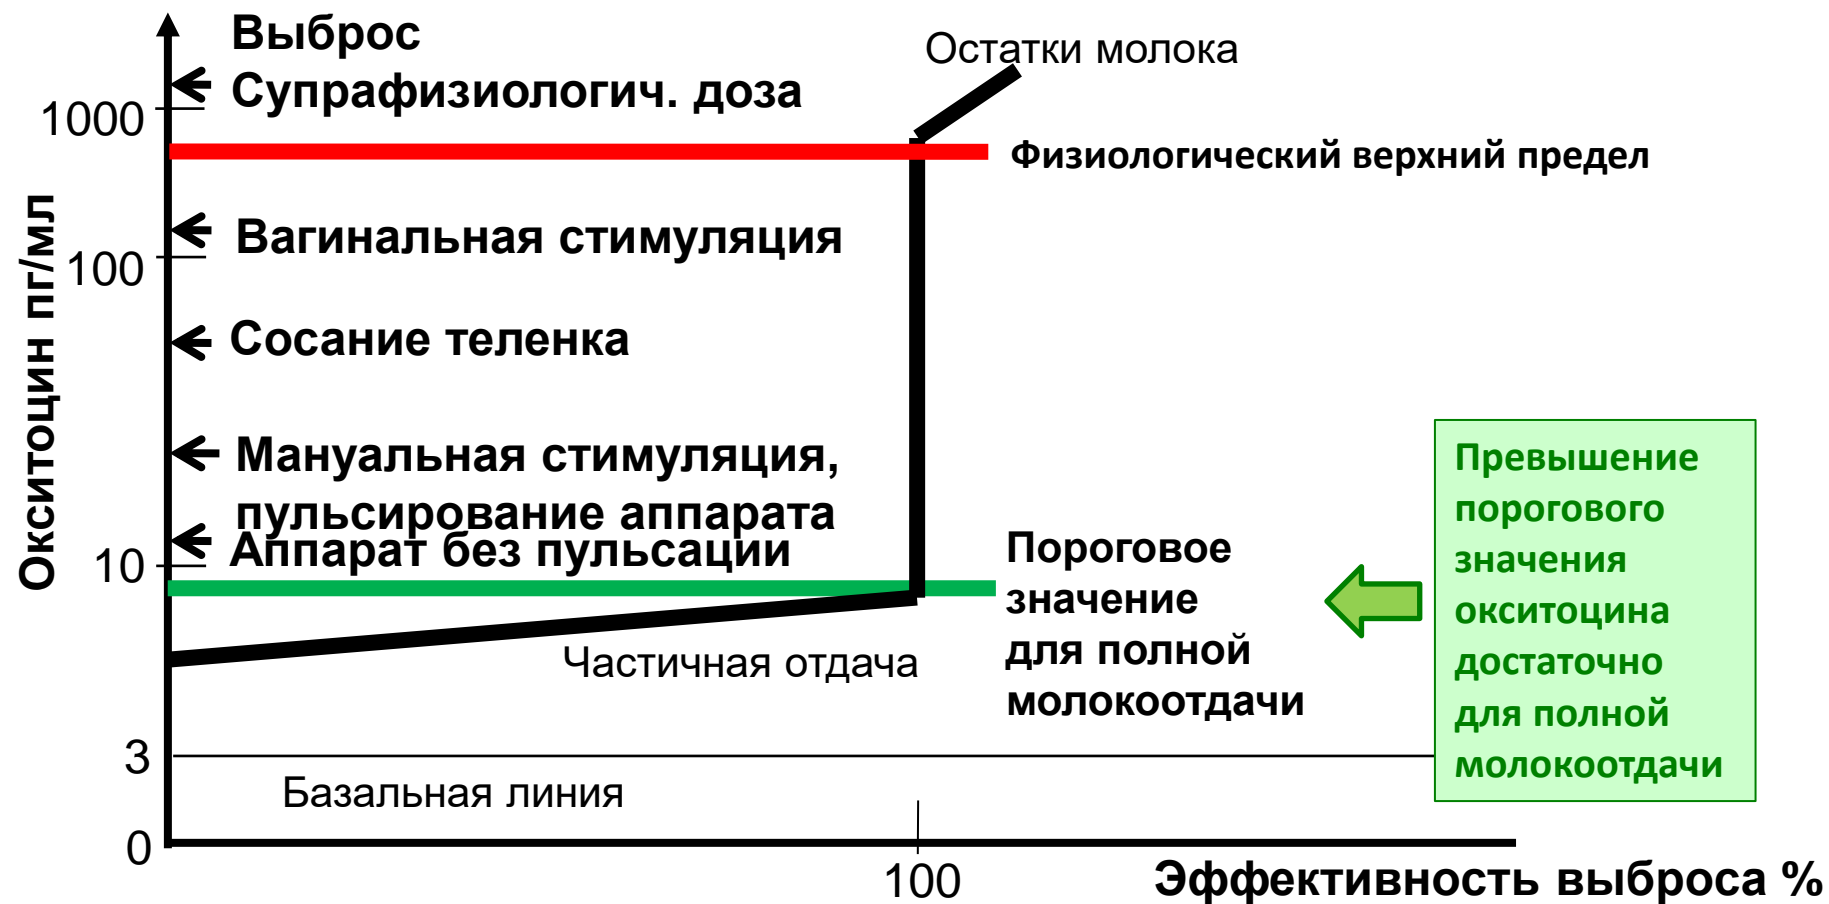 Выброс
Остатки молока
Супрафизиологич. доза
1000
Физиологический верхний предел
Вагинальная стимуляция
100
Окситоцин пг/мл
Сосание теленка
Мануальная стимуляция,
пульсирование аппарата
Аппарат без пульсации
10
Пороговое
значение
для полной
молокоотдачи
Превышение
порогового
значения
окситоцина
достаточно
для полной
молокоотдачи
Частичная отдача
3
Базальная линия
0
100
Эффективность выброса %